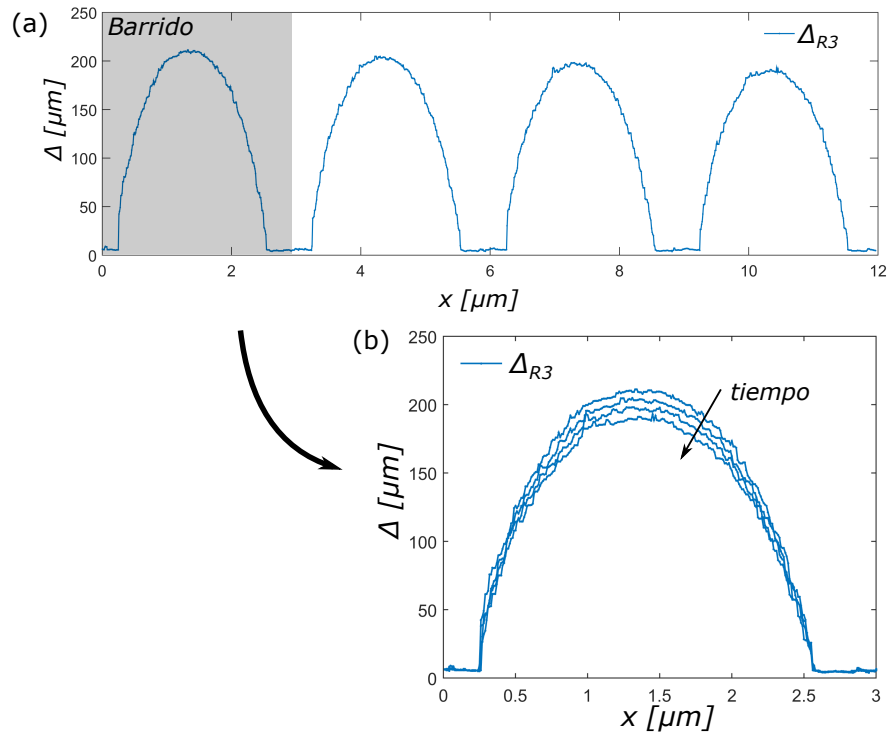 (a)
Barrido
Δ_R3
250
200
150
100
50
0
Δ [µm]
0 2 4 6 8 10 12
x [µm]
(b)
Δ_R3
tiempo
250
200
150
100
50
0
Δ [µm]
0 0.5 1 1.5 2 2.5 3
x [µm]